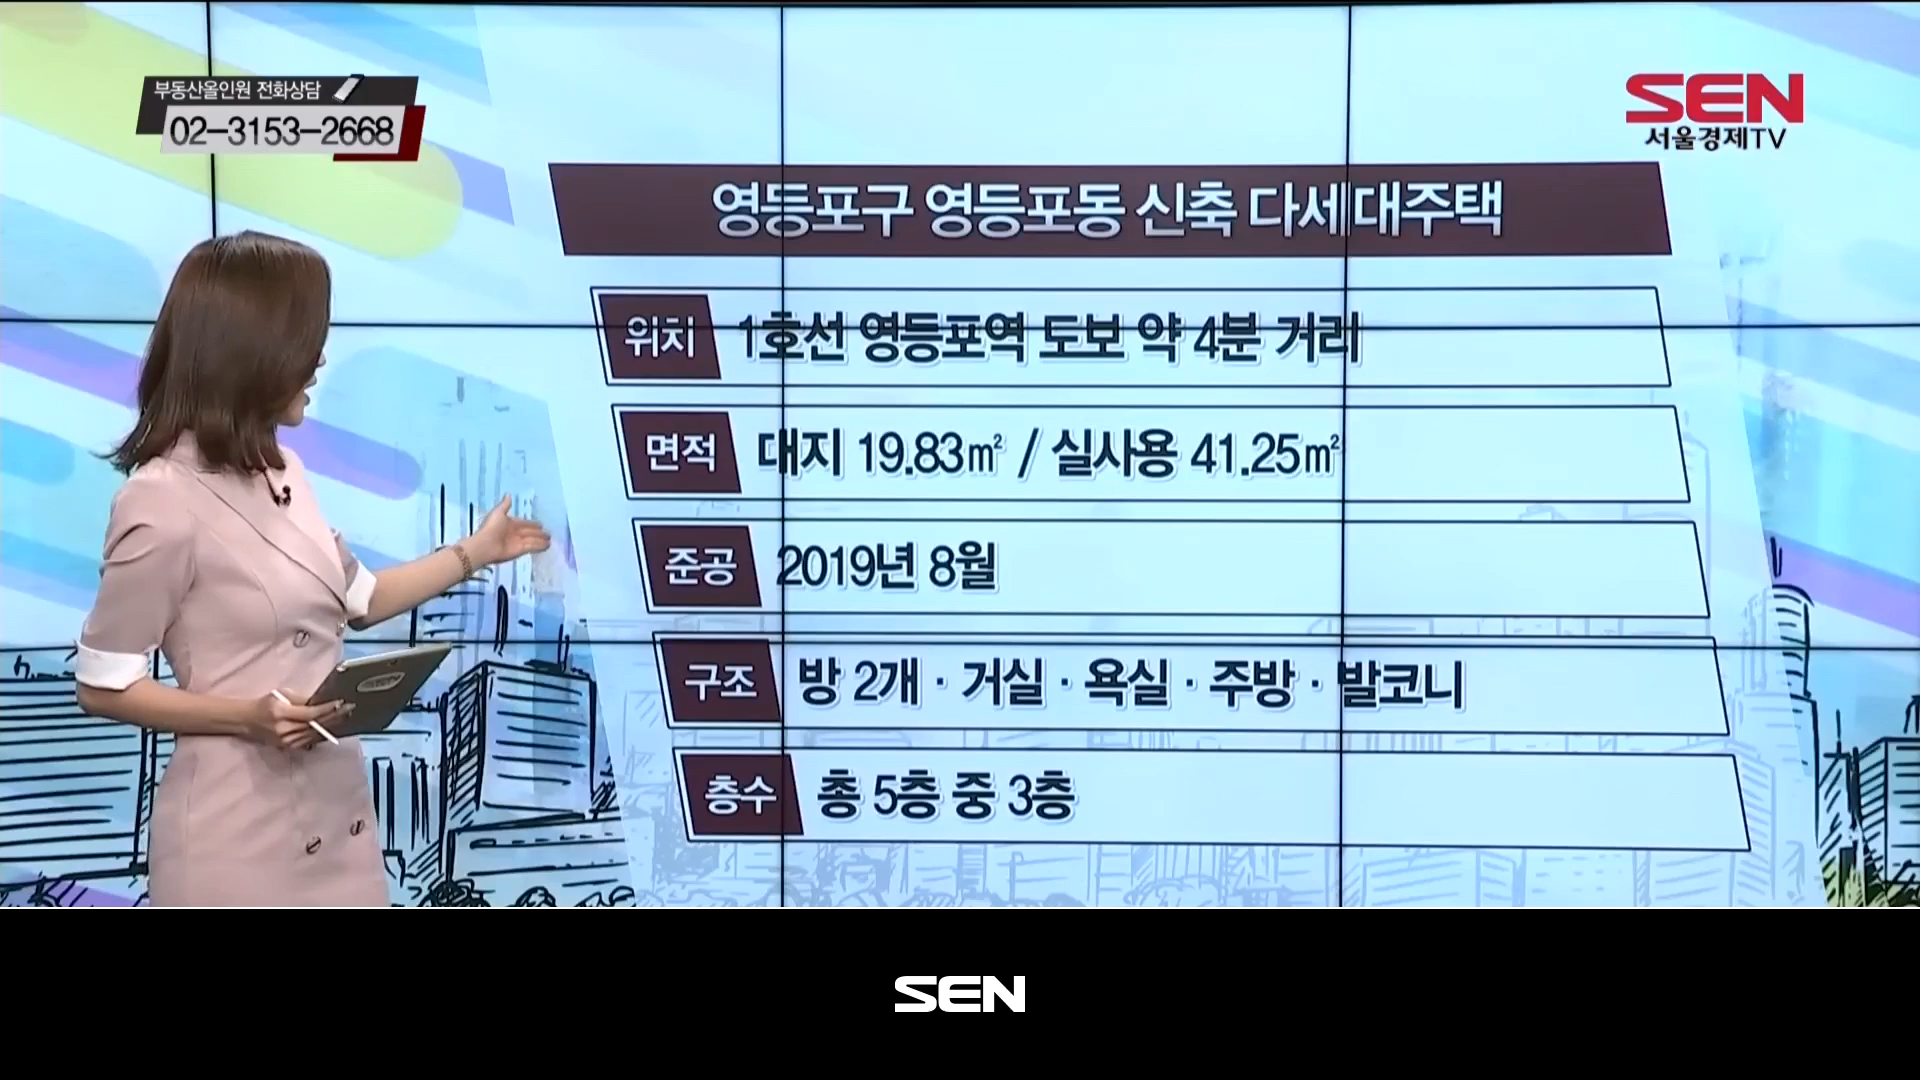 부동산올인원 전화상담
02-3153-2668
SEN
서울경제TV
영등포구 영등포동 신축 다세대주택
위치 1호선 영등포역 도보 약 4분 거리
면적 대지 19.83㎡ / 실사용 41.25㎡
준공 2019년 8월
구조 방 2개 · 거실 · 욕실 · 주방 · 발코니
층수 총 5층 중 3층
SEN